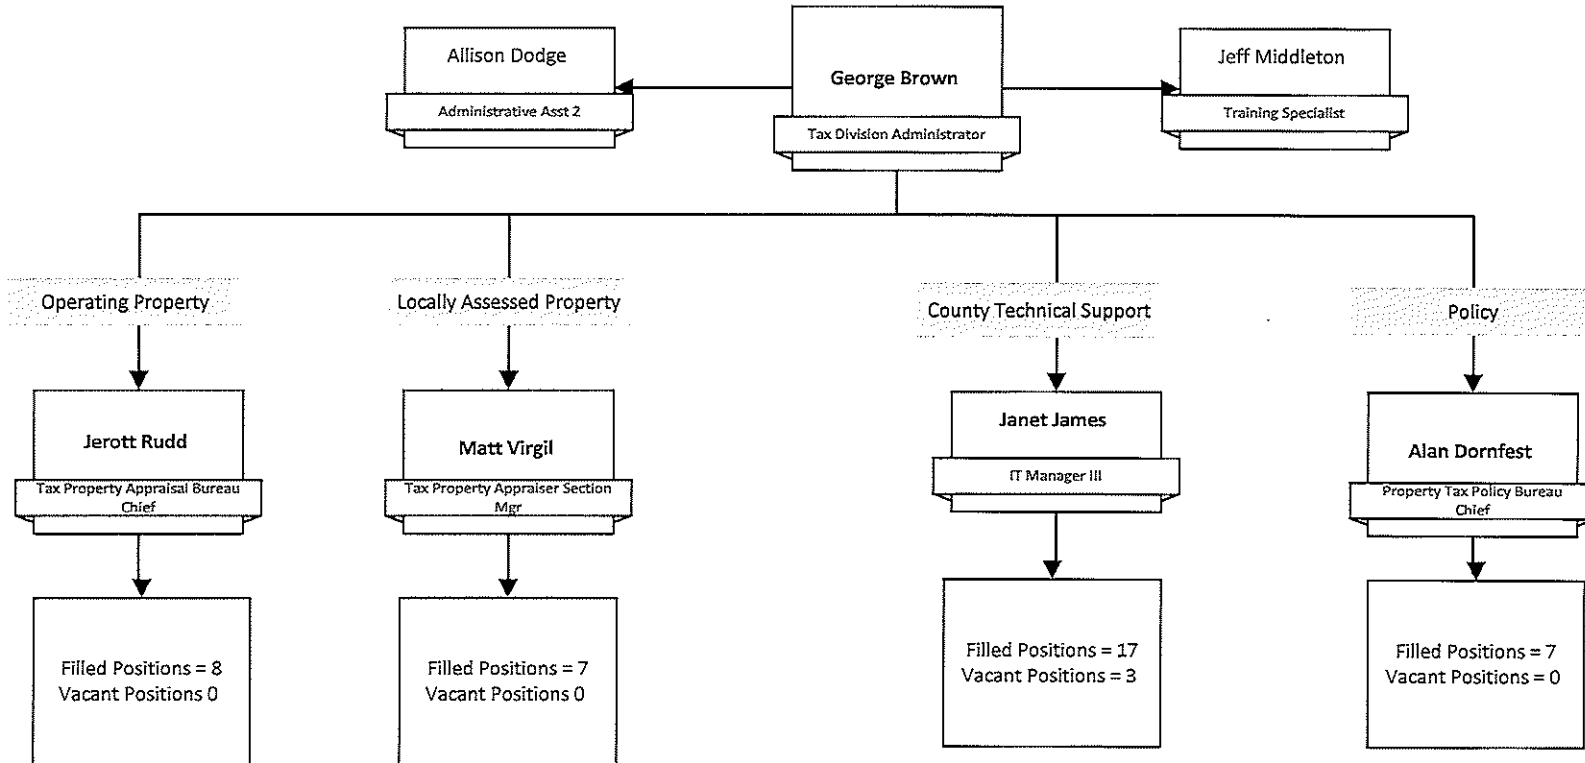 Allison Dodge
Administrative Asst 2
George Brown
Tax Division Administrator
Jeff Middleton
Training Specialist
Operating Property
Locally Assessed Property
County Technical Support
Policy
Jerott Rudd
Tax Property Appraisal Bureau
Chief
Matt Virgil
Tax Property Appraiser Section
Mgr
Janet James
IT Manager III
Alan Dornfest
Property Tax Policy Bureau
Chief
Filled Positions = 8
Vacant Positions 0
Filled Positions = 7
Vacant Positions 0
Filled Positions = 17
Vacant Positions = 3
Filled Positions = 7
Vacant Positions = 0